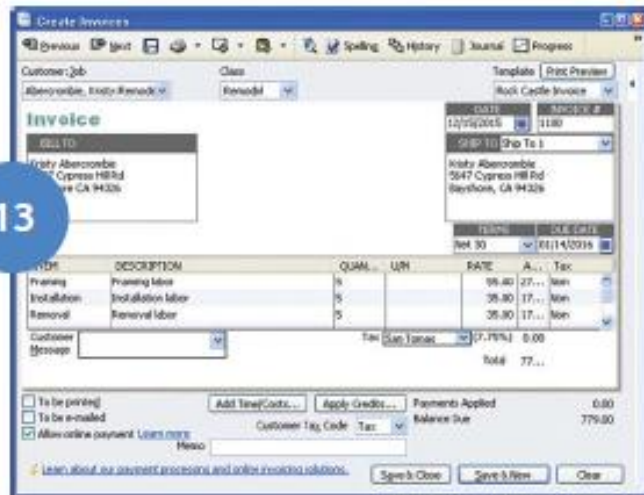 Create Invoices
Previous Next Spelling History Journal Progress
Customer:Job Class Template Print Preview
Abercrombie, Kristy:Remode Remodel Rock Castle Invoice
Invoice
DATE INVOICE #
12/15/2015 1100
BILL TO SHIP TO Ship To 1
Kristy Abercrombie Kristy Abercrombie
Cypress Hill Rd 5647 Cypress Hill Rd
CA 94326 Bayshore, CA 94326
13
TERMS DUE DATE
Net 30 01/14/2016
ITEM DESCRIPTION QUAN... U/M RATE A... Tax
Framing Framing labor 5 55.00 27... Non
Installation Installation labor 5 35.00 17... Non
Removal Removal labor 5 35.00 17... Non
Customer Message Tax San Tomas (7.75%) 0.00
Total 77...
To be printed Add Time/Costs... Apply Credits... Payments Applied 0.00
To be e-mailed Customer Tax Code Tax Balance Due 779.00
Allow online payment Learn more
Memo
Learn about our payment processing and online invoicing solutions. Save & Close Save & New Clear